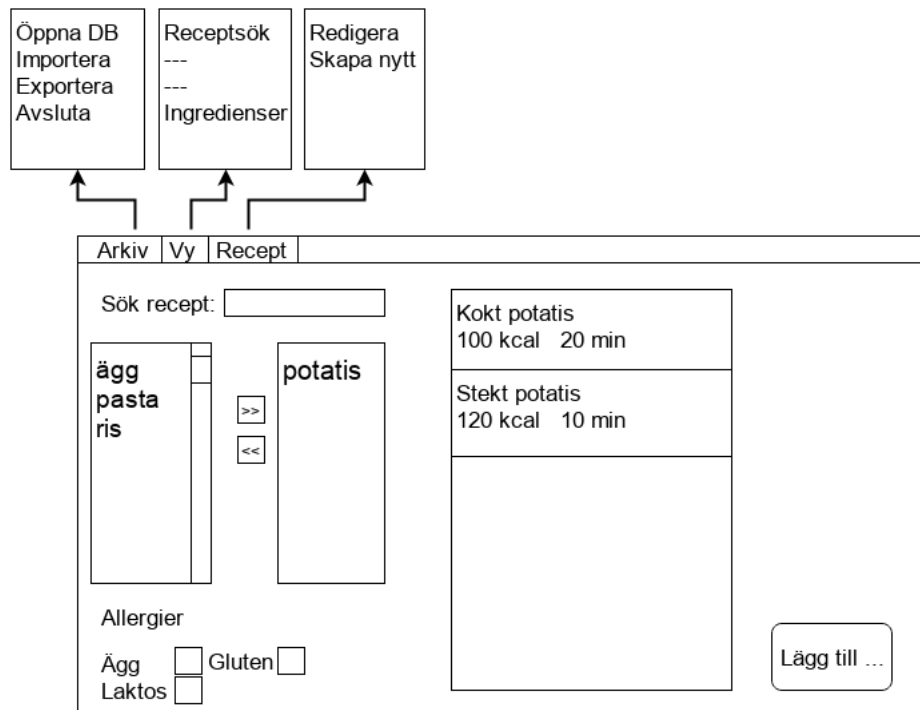 Öppna DB
Importera
Exportera
Avsluta
Receptsök
---
---
Ingredienser
Redigera
Skapa nytt
Arkiv Vy Recept
Sök recept:
ägg
pasta
ris
>>
<<
potatis
Kokt potatis
100 kcal 20 min
Stekt potatis
120 kcal 10 min
Allergier
Ägg Gluten
Laktos
Lägg till ...